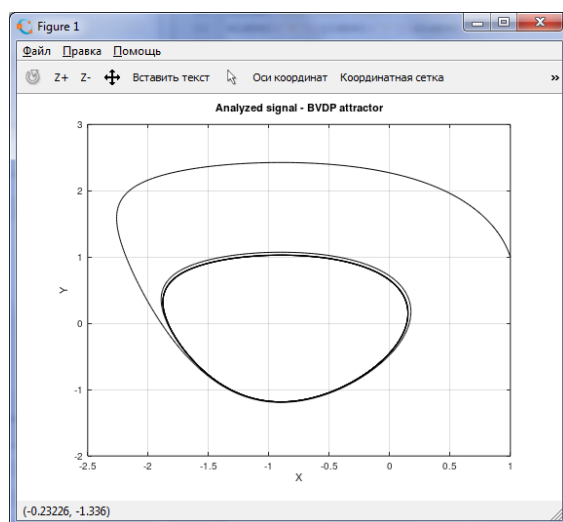 Figure 1
Файл Правка Помощь
Z+ Z- Вставить текст Оси координат Координатная сетка »
Analyzed signal - BVDP attractor
3
2
1
0
-1
-2
Y
-2.5 -2 -1.5 -1 -0.5 0 0.5 1
X
(-0.23226, -1.336)